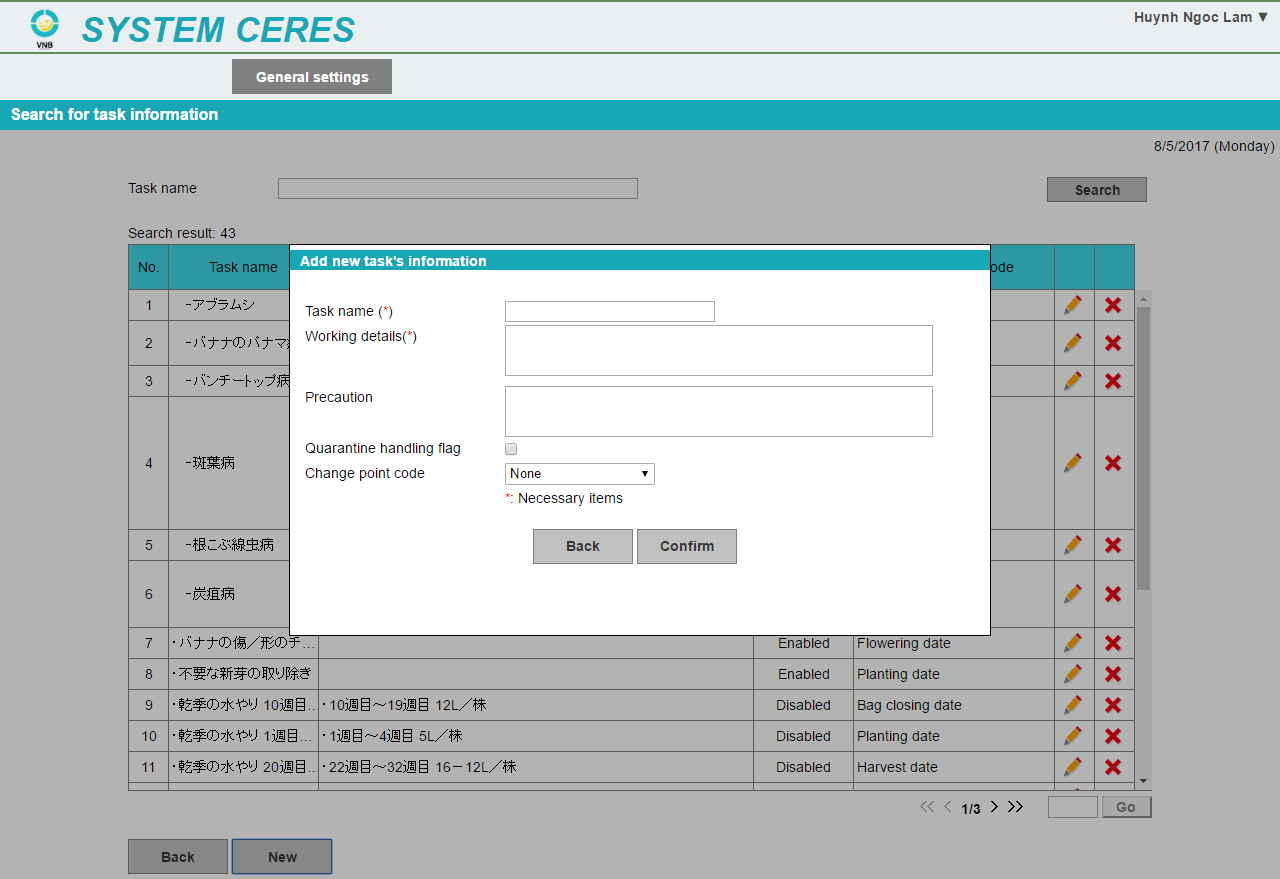 VNB
SYSTEM CERES
Huynh Ngoc Lam ▼
General settings
Search for task information
8/5/2017 (Monday)
Task name
Search
Search result: 43
No. Task name ode
Add new task's information
Task name (*)
Working details(*)
Precaution
Quarantine handling flag
Change point code None
*: Necessary items
Back Confirm
1 －アブラムシ
2 －バナナのパナマ
3 －バンチートップ病
4 －斑葉病
5 －根こぶ線虫病
6 －炭疽病
7 ・バナナの傷／形のチ... Enabled Flowering date
8 ・不要な新芽の取り除き Enabled Planting date
9 ・乾季の水やり 10週目... ・10週目～19週目 12L／株 Disabled Bag closing date
10 ・乾季の水やり 1週目... ・1週目～4週目 5L／株 Disabled Planting date
11 ・乾季の水やり 20週目... ・22週目～32週目 16－12L／株 Disabled Harvest date
1/3 Go
Back New